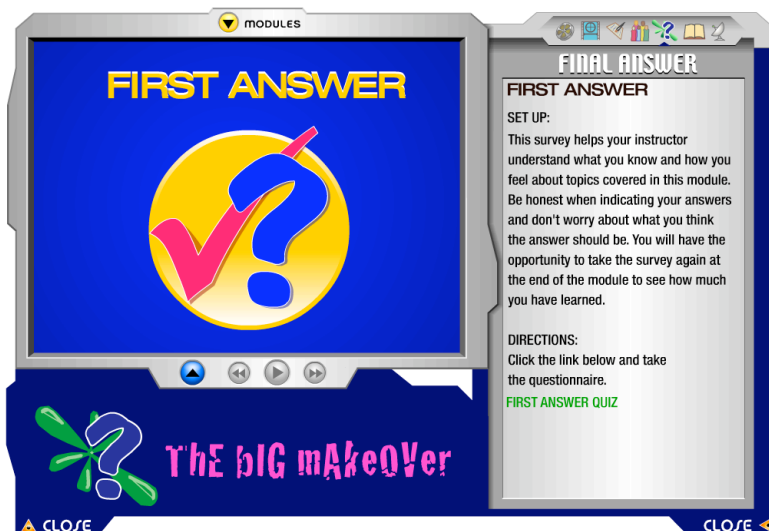 MODULES
FIRST ANSWER
FINAL ANSWER
FIRST ANSWER
SET UP:
This survey helps your instructor
understand what you know and how you
feel about topics covered in this module.
Be honest when indicating your answers
and don't worry about what you think
the answer should be. You will have the
opportunity to take the survey again at
the end of the module to see how much
you have learned.
DIRECTIONS:
Click the link below and take
the questionnaire.
FIRST ANSWER QUIZ
ThE bIG mAkeOVer
CLOSE
CLOSE